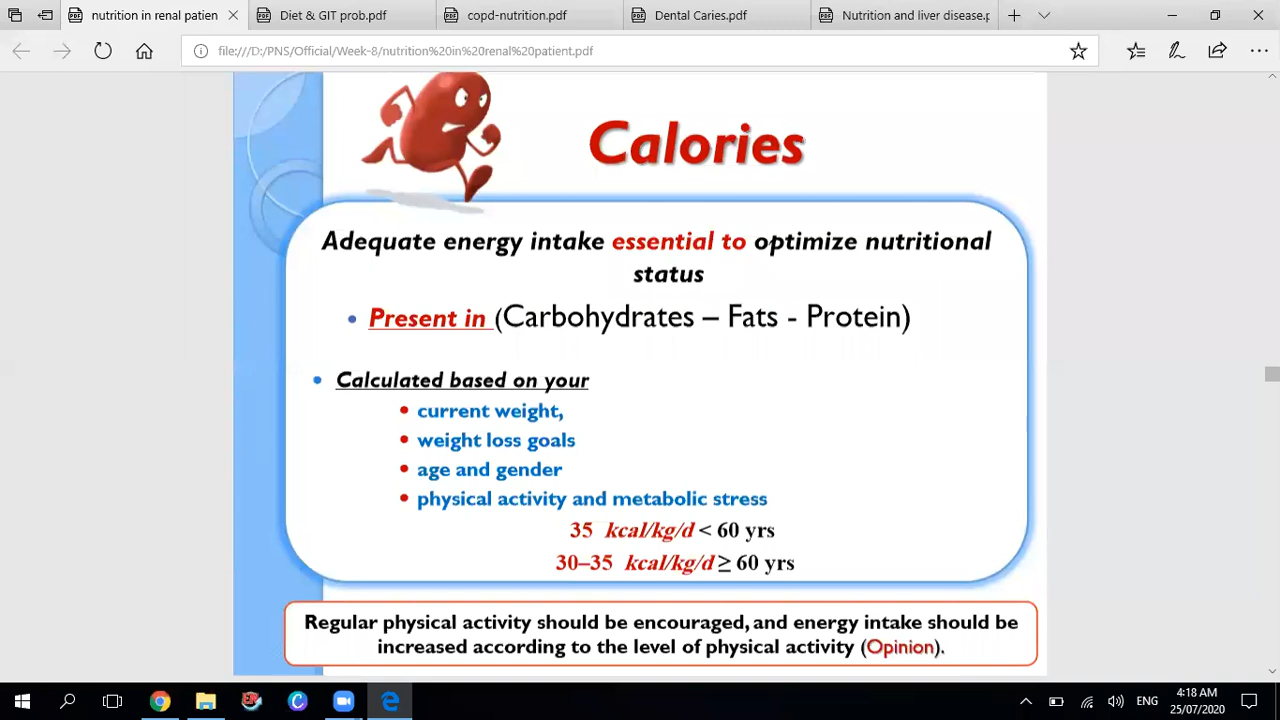 nutrition in renal patien
Diet & GIT prob.pdf
copd-nutrition.pdf
Dental Caries.pdf
Nutrition and liver disease.p
file:///D:/PNS/Official/Week-8/nutrition%20in%20renal%20patient.pdf
Calories
Adequate energy intake essential to optimize nutritional
status
• Present in (Carbohydrates – Fats - Protein)
• Calculated based on your
• current weight,
• weight loss goals
• age and gender
• physical activity and metabolic stress
35 kcal/kg/d < 60 yrs
30–35 kcal/kg/d ≥ 60 yrs
Regular physical activity should be encouraged, and energy intake should be
increased according to the level of physical activity (Opinion).
ENG
4:18 AM
25/07/2020